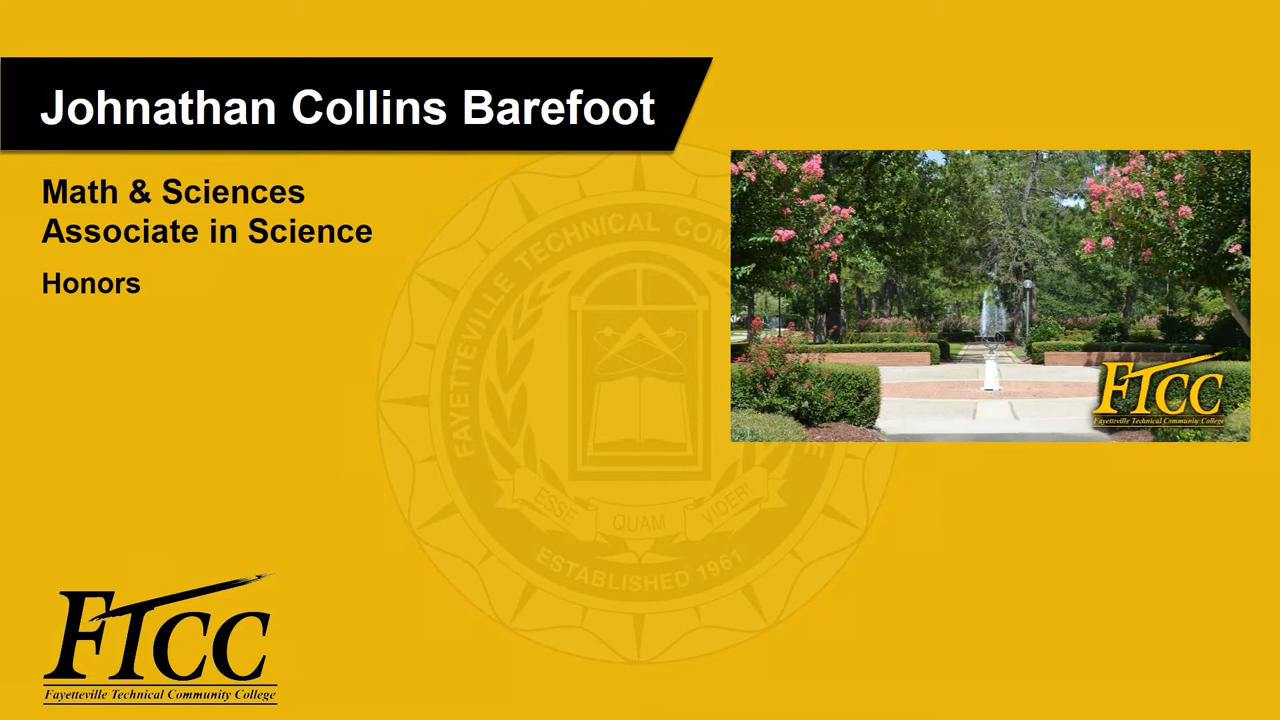 Johnathan Collins Barefoot
Math & Sciences
Associate in Science
Honors
FAYETTEVILLE TECHNICAL COMMUNITY COLLEGE
ESSE QUAM VIDERI
ESTABLISHED 1961
FTCC
Fayetteville Technical Community College
FTCC
Fayetteville Technical Community College